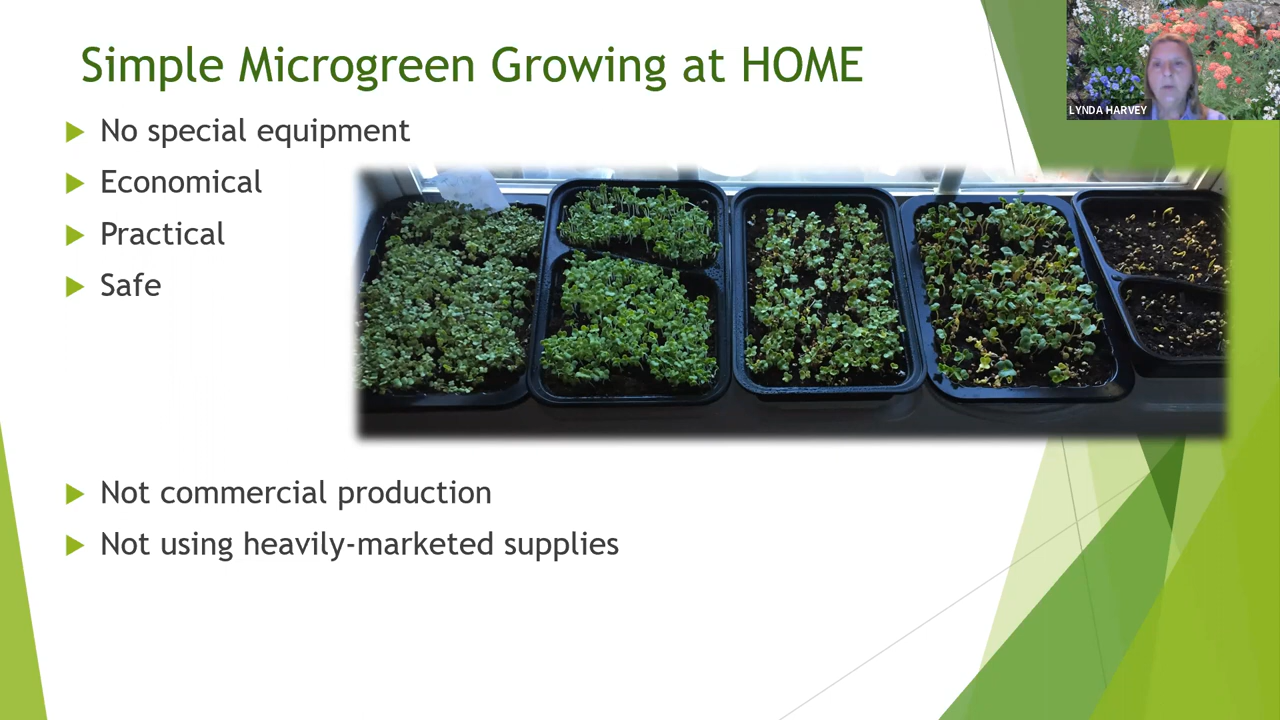 Simple Microgreen Growing at HOME
LYNDA HARVEY
No special equipment
Economical
Practical
Safe
Not commercial production
Not using heavily-marketed supplies